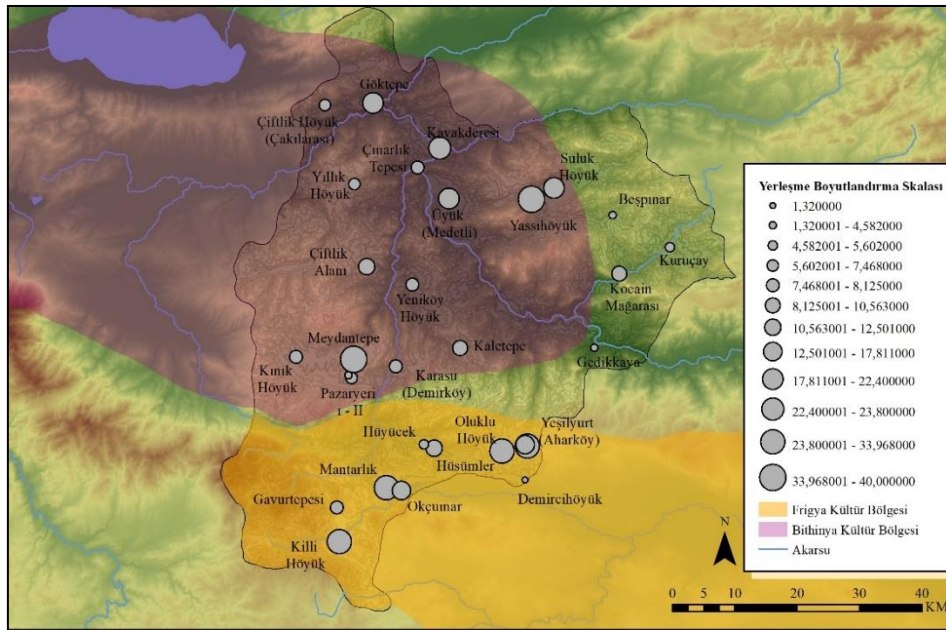 Göktepe
Çiftlik Höyük
(Çakılarası)
Kavakderesi
Çınarlık
Tepesi
Suluk
Höyük
Yıllık
Höyük
Üyük
(Medetli)
Yassıhöyük
Beşpınar
Kuruçay
Çiftlik
Alanı
Kocain
Mağarası
Yeniköy
Höyük
Meydantepe
Kaletepe
Gedikkaya
Kınık
Höyük
Pazaryeri
1 - II
Karasu
(Demirköy)
Hüyücek
Oluklu
Höyük
Yeşilyurt
(Aharköy)
Hüsümler
Mantarlık
Demircihöyük
Gavurtepesi
Okçunar
Killi
Höyük
Yerleşme Boyutlandırma Skalası
1,320000
1,320001 - 4,582000
4,582001 - 5,602000
5,602001 - 7,468000
7,468001 - 8,125000
8,125001 - 10,563000
10,563001 - 12,501000
12,501001 - 17,811000
17,811001 - 22,400000
22,400001 - 23,800000
23,800001 - 33,968000
33,968001 - 40,000000
Frigya Kültür Bölgesi
Bithinya Kültür Bölgesi
Akarsu
N
0 5 10 20 30 40
KM